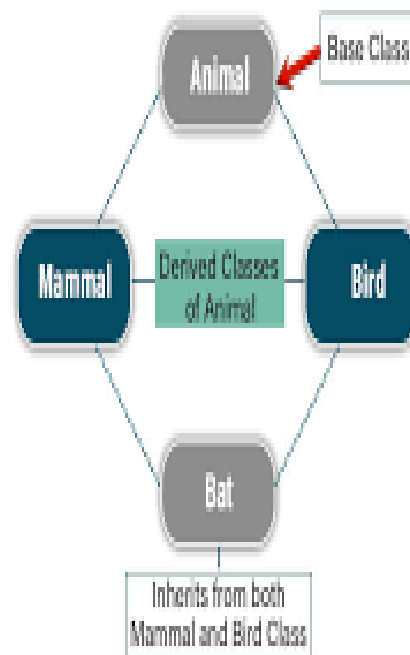 Base Class
Animal
Mammal
Derived Classes
of Animal
Bird
Bat
Inherits from both
Mammal and Bird Class